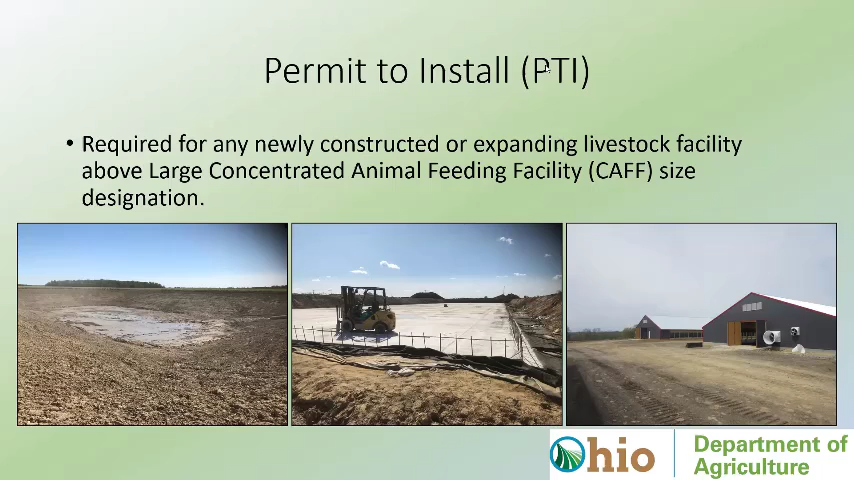 Permit to Install (PTI)
• Required for any newly constructed or expanding livestock facility
above Large Concentrated Animal Feeding Facility (CAFF) size
designation.
Ohio
Department of
Agriculture